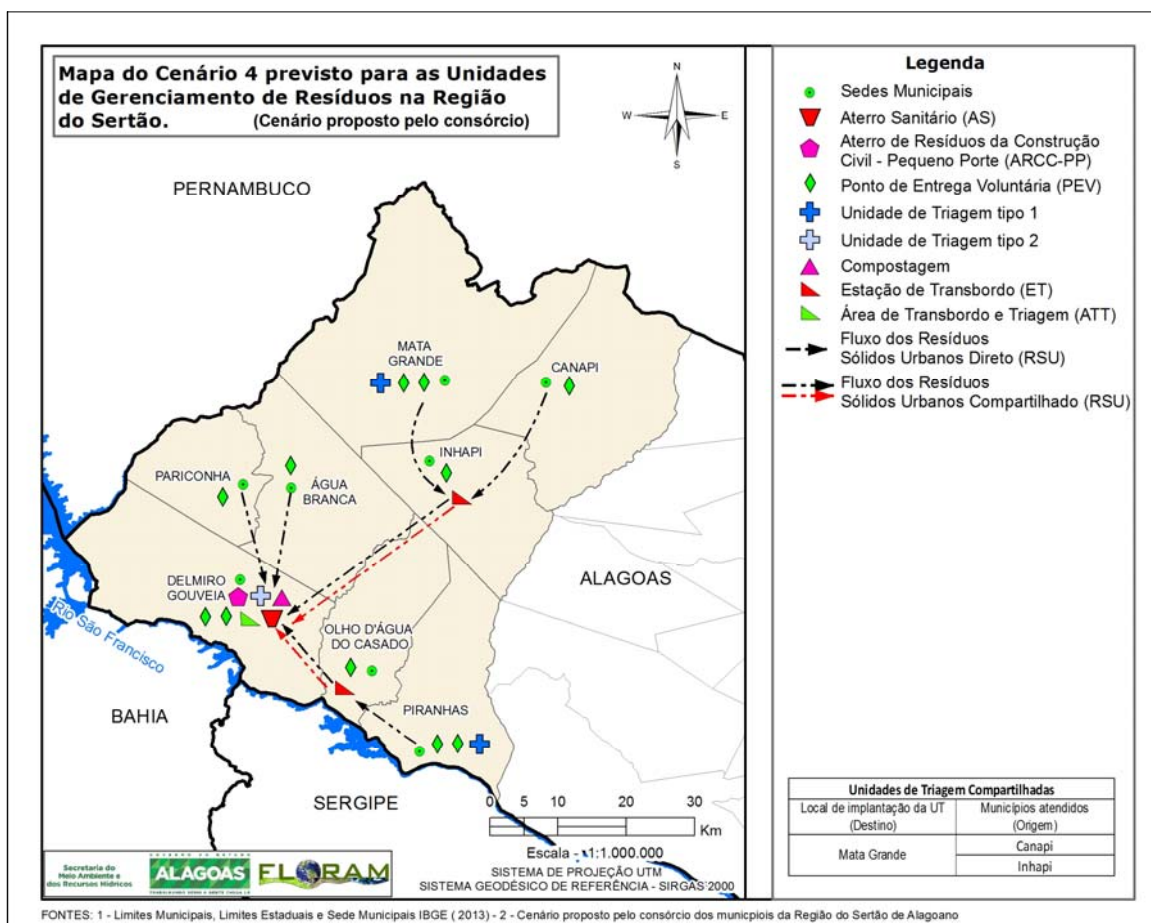 Mapa do Cenário 4 previsto para as Unidades
de Gerenciamento de Resíduos na Região
do Sertão. (Cenário proposto pelo consórcio)
N
W E
S
PERNAMBUCO
MATA
GRANDE
CANAPI
INHAPI
PARICONHA
ÁGUA
BRANCA
DELMIRO
GOUVEIA
ALAGOAS
Rio São Francisco
OLHO D'ÁGUA
DO CASADO
PIRANHAS
BAHIA
SERGIPE
0 5 10 20 30
Km
Escala - 1:1.000.000
SISTEMA DE PROJEÇÃO UTM
SISTEMA GEODÉSICO DE REFERÊNCIA - SIRGAS 2000
Secretaria do
Meio Ambiente e
dos Recursos Hídricos
ALAGOAS
FLORAM
Legenda
Sedes Municipais
Aterro Sanitário (AS)
Aterro de Resíduos da Construção
Civil - Pequeno Porte (ARCC-PP)
Ponto de Entrega Voluntária (PEV)
Unidade de Triagem tipo 1
Unidade de Triagem tipo 2
Compostagem
Estação de Transbordo (ET)
Área de Transbordo e Triagem (ATT)
Fluxo dos Resíduos
Sólidos Urbanos Direto (RSU)
Fluxo dos Resíduos
Sólidos Urbanos Compartilhado (RSU)
Unidades de Triagem Compartilhadas
Local de implantação da UT
(Destino)
Municípios atendidos
(Origem)
Mata Grande
Canapi
Inhapi
FONTES: 1 - Limites Municipais, Limites Estaduais e Sede Municipais IBGE ( 2013) - 2 - Cenário proposto pelo consórcio dos municpiois da Região do Sertão de Alagoano